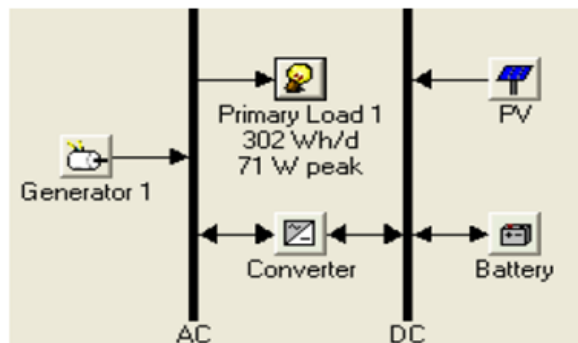 Primary Load 1
302 Wh/d
71 W peak
PV
Generator 1
Converter
Battery
AC
DC